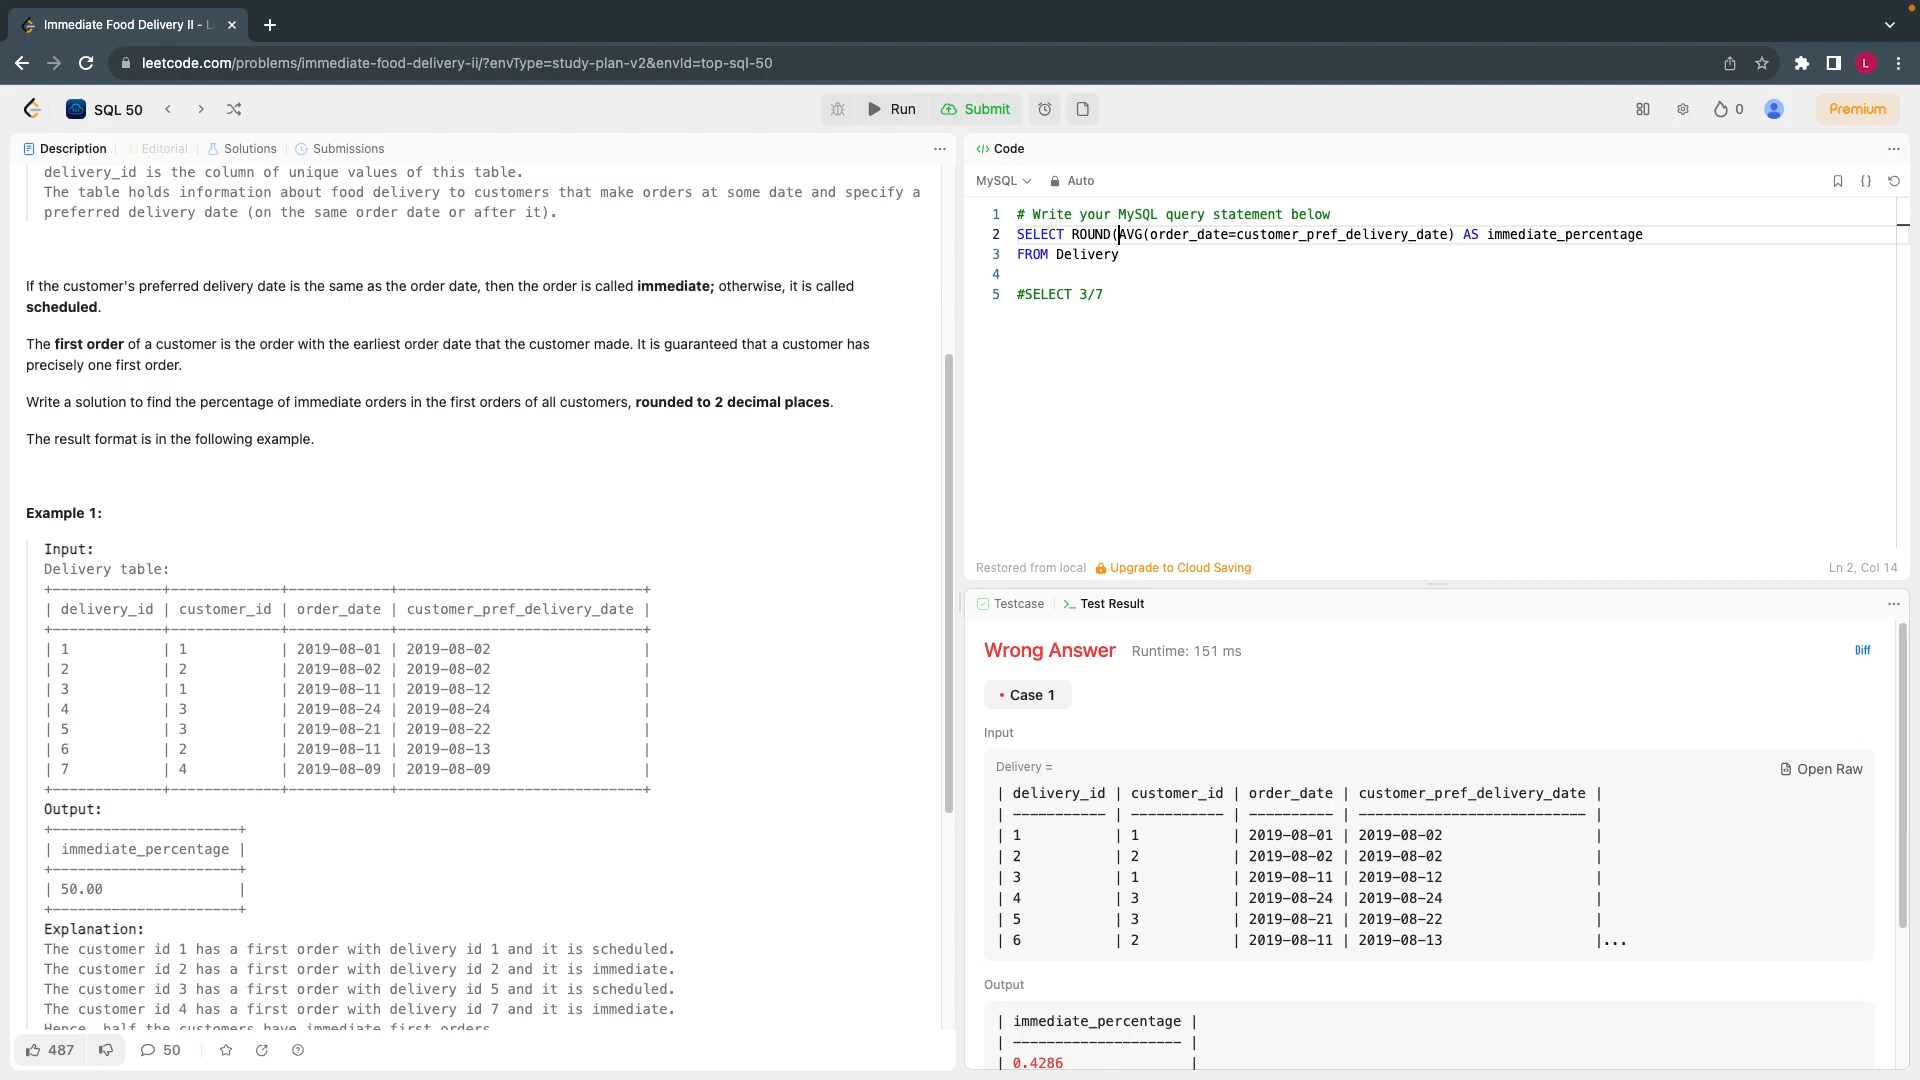 Immediate Food Delivery II - L
leetcode.com/problems/immediate-food-delivery-ii/?envType=study-plan-v2&envId=top-sql-50
L
SQL 50
Run
Submit
0
Premium
Description
Editorial
Solutions
Submissions
delivery_id is the column of unique values of this table.
The table holds information about food delivery to customers that make orders at some date and specify a
preferred delivery date (on the same order date or after it).
If the customer's preferred delivery date is the same as the order date, then the order is called immediate; otherwise, it is called
scheduled.
The first order of a customer is the order with the earliest order date that the customer made. It is guaranteed that a customer has
precisely one first order.
Write a solution to find the percentage of immediate orders in the first orders of all customers, rounded to 2 decimal places.
The result format is in the following example.
Example 1:
Input:
Delivery table:
+-------------+-------------+------------+-----------------------------+
| delivery_id | customer_id | order_date | customer_pref_delivery_date |
+-------------+-------------+------------+-----------------------------+
| 1           | 1           | 2019-08-01 | 2019-08-02                  |
| 2           | 2           | 2019-08-02 | 2019-08-02                  |
| 3           | 1           | 2019-08-11 | 2019-08-12                  |
| 4           | 3           | 2019-08-24 | 2019-08-24                  |
| 5           | 3           | 2019-08-21 | 2019-08-22                  |
| 6           | 2           | 2019-08-11 | 2019-08-13                  |
| 7           | 4           | 2019-08-09 | 2019-08-09                  |
+-------------+-------------+------------+-----------------------------+
Output:
+----------------------+
| immediate_percentage |
+----------------------+
| 50.00                |
+----------------------+
Explanation:
The customer id 1 has a first order with delivery id 1 and it is scheduled.
The customer id 2 has a first order with delivery id 2 and it is immediate.
The customer id 3 has a first order with delivery id 5 and it is scheduled.
The customer id 4 has a first order with delivery id 7 and it is immediate.
Hence, half the customers have immediate first orders.
487
50
</> Code
MySQL
Auto
1 # Write your MySQL query statement below
2 SELECT ROUND(AVG(order_date=customer_pref_delivery_date) AS immediate_percentage
3 FROM Delivery
4
5 #SELECT 3/7
Restored from local
Upgrade to Cloud Saving
Ln 2, Col 14
Testcase
>_ Test Result
Wrong Answer
Runtime: 151 ms
Diff
• Case 1
Input
Delivery =
Open Raw
| delivery_id | customer_id | order_date | customer_pref_delivery_date |
| ----------- | ----------- | ---------- | --------------------------- |
| 1           | 1           | 2019-08-01 | 2019-08-02                  |
| 2           | 2           | 2019-08-02 | 2019-08-02                  |
| 3           | 1           | 2019-08-11 | 2019-08-12                  |
| 4           | 3           | 2019-08-24 | 2019-08-24                  |
| 5           | 3           | 2019-08-21 | 2019-08-22                  |
| 6           | 2           | 2019-08-11 | 2019-08-13                  |...
Output
| immediate_percentage |
| -------------------- |
| 0.4286               |